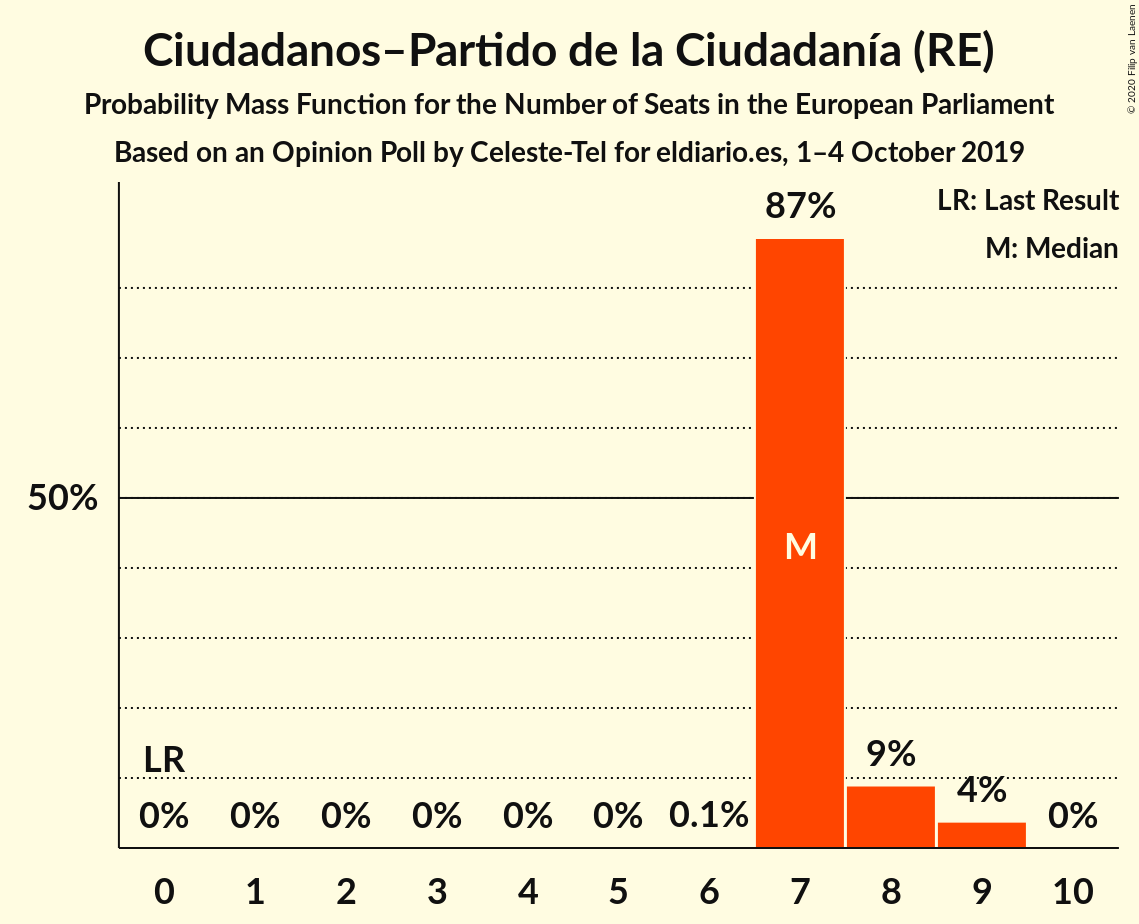 Ciudadanos–Partido de la Ciudadanía (RE)
Probability Mass Function for the Number of Seats in the European Parliament
Based on an Opinion Poll by Celeste-Tel for eldiario.es, 1–4 October 2019
© 2020 Filip van Laenen
LR: Last Result
M: Median
87%
50%
M
LR
9%
4%
0% 0% 0% 0% 0% 0% 0.1% 0%
0 1 2 3 4 5 6 7 8 9 10